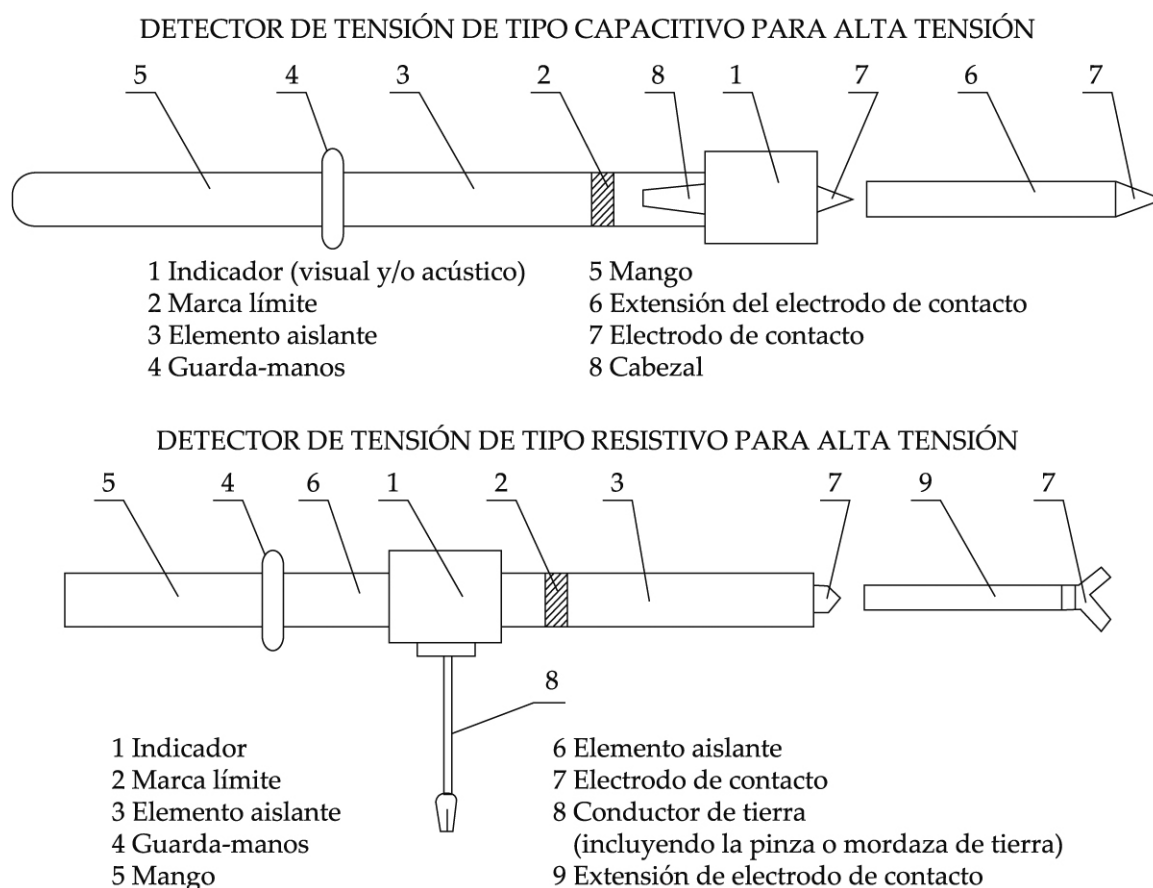 DETECTOR DE TENSIÓN DE TIPO CAPACITIVO PARA ALTA TENSIÓN
5 4 3 2 8 1 7 6 7
1 Indicador (visual y/o acústico)
2 Marca límite
3 Elemento aislante
4 Guarda-manos
5 Mango
6 Extensión del electrodo de contacto
7 Electrodo de contacto
8 Cabezal
DETECTOR DE TENSIÓN DE TIPO RESISTIVO PARA ALTA TENSIÓN
5 4 6 1 2 3 7 9 7
8
1 Indicador
2 Marca límite
3 Elemento aislante
4 Guarda-manos
5 Mango
6 Elemento aislante
7 Electrodo de contacto
8 Conductor de tierra
(incluyendo la pinza o mordaza de tierra)
9 Extensión de electrodo de contacto